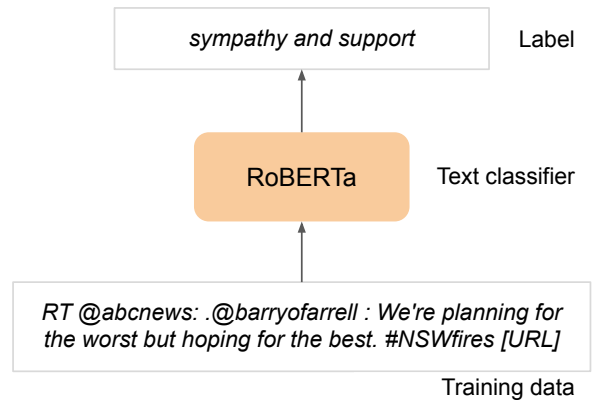 sympathy and support
Label
RoBERTa
Text classifier
RT @abcnews: .@barryofarrell : We're planning for
the worst but hoping for the best. #NSWfires [URL]
Training data